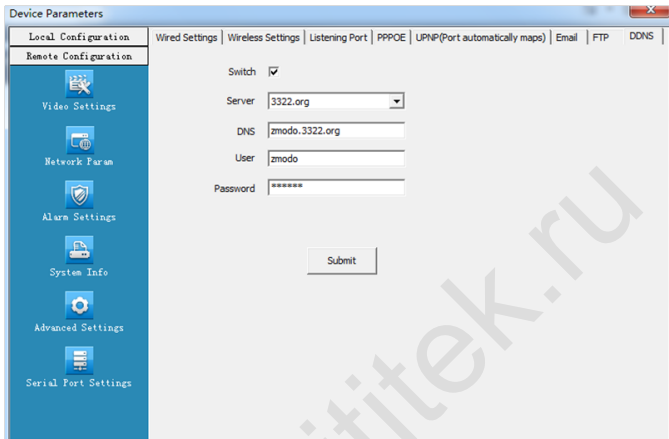 Device Parameters
Local Configuration
Remote Configuration
Video Settings
Network Param
Alarm Settings
System Info
Advanced Settings
Serial Port Settings
Wired Settings
Wireless Settings
Listening Port
PPPOE
UPNP(Port automatically maps)
Email
FTP
DDNS
Switch
Server 3322.org
DNS zmodo.3322.org
User zmodo
Password ******
Submit
titek.ru